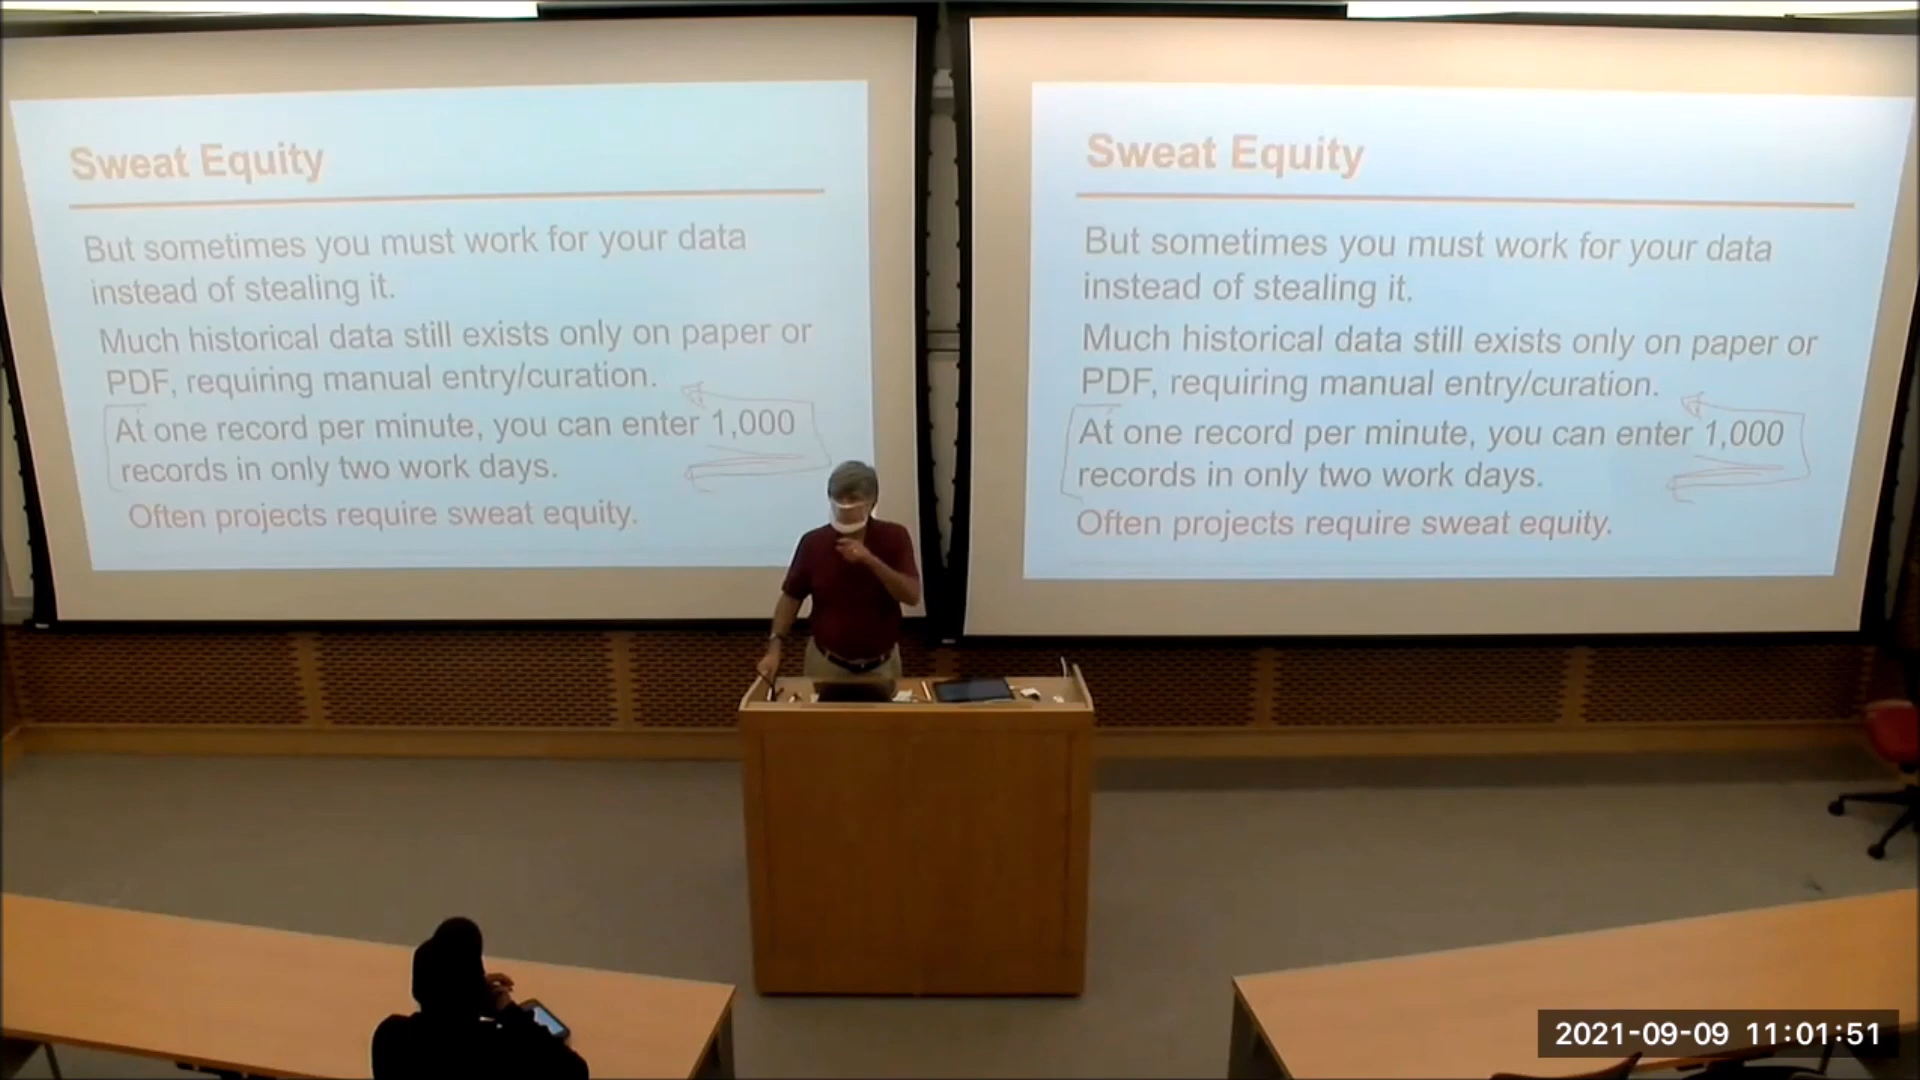 Sweat Equity
But sometimes you must work for your data
instead of stealing it.
Much historical data still exists only on paper or
PDF, requiring manual entry/curation.
At one record per minute, you can enter 1,000
records in only two work days.
Often projects require sweat equity.
Sweat Equity
But sometimes you must work for your data
instead of stealing it.
Much historical data still exists only on paper or
PDF, requiring manual entry/curation.
At one record per minute, you can enter 1,000
records in only two work days.
Often projects require sweat equity.
2021-09-09 11:01:51